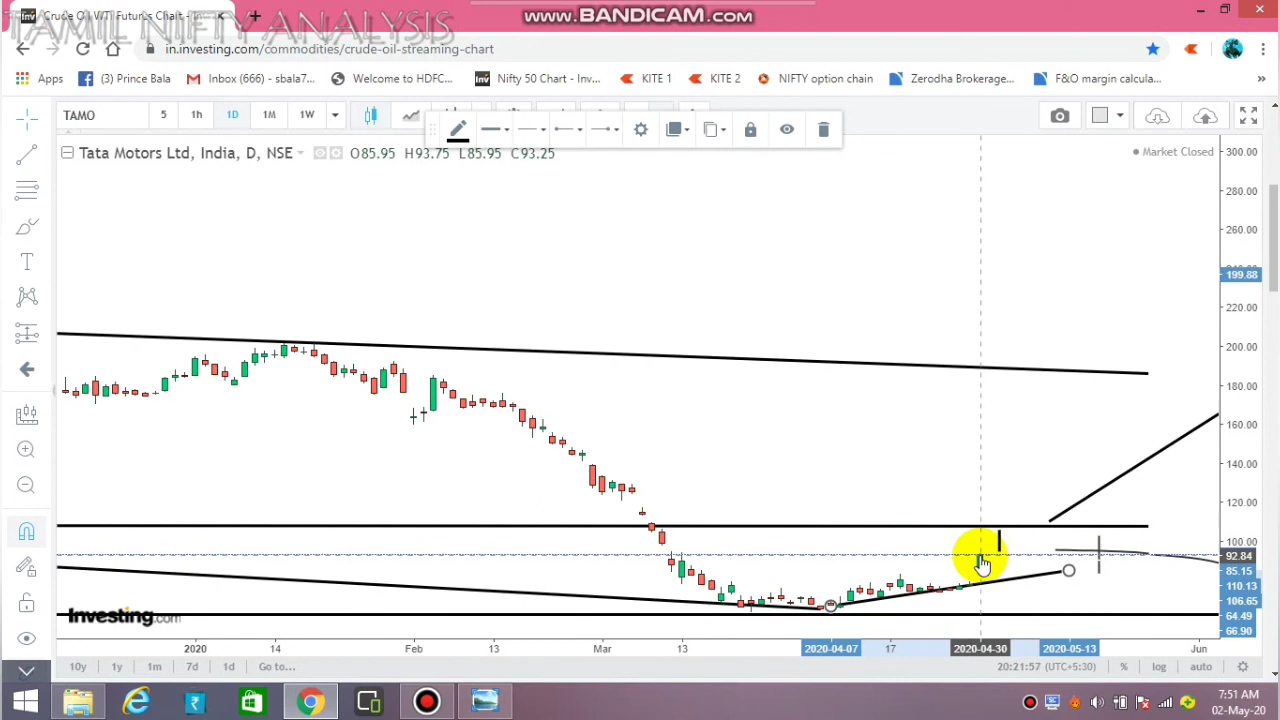 Crude Oil WTI Futures Chart - In
TAMIL NIFTY ANALYSIS
www.BANDICAM.com
in.investing.com/commodities/crude-oil-streaming-chart
Apps (3) Prince Bala Inbox (666) - sbala7... Welcome to HDFC... Nifty 50 Chart - Inv... KITE 1 KITE 2 NIFTY option chain Zerodha Brokerage... F&O margin calcula... »
TAMO 5 1h 1D 1M 1W
Tata Motors Ltd, India, D, NSE O85.95 H93.75 L85.95 C93.25
Market Closed
300.00
280.00
260.00
199.88
220.00
200.00
180.00
160.00
140.00
120.00
100.00
92.84
85.15
110.13
106.65
64.49
66.90
Investing.com
2020 14 Feb 13 Mar 13 2020-04-07 17 2020-04-30 2020-05-13 Jun
10y 1y 1m 7d 1d Go to... 20:21:57 (UTC+5:30) % log auto
7:51 AM
02-May-20